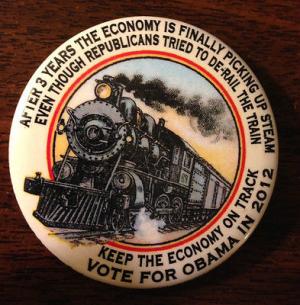 AFTER 3 YEARS THE ECONOMY IS FINALLY PICKING UP STEAM
EVEN THOUGH REPUBLICANS TRIED TO DE-RAIL THE TRAIN
KEEP THE ECONOMY ON TRACK
VOTE FOR OBAMA IN 2012